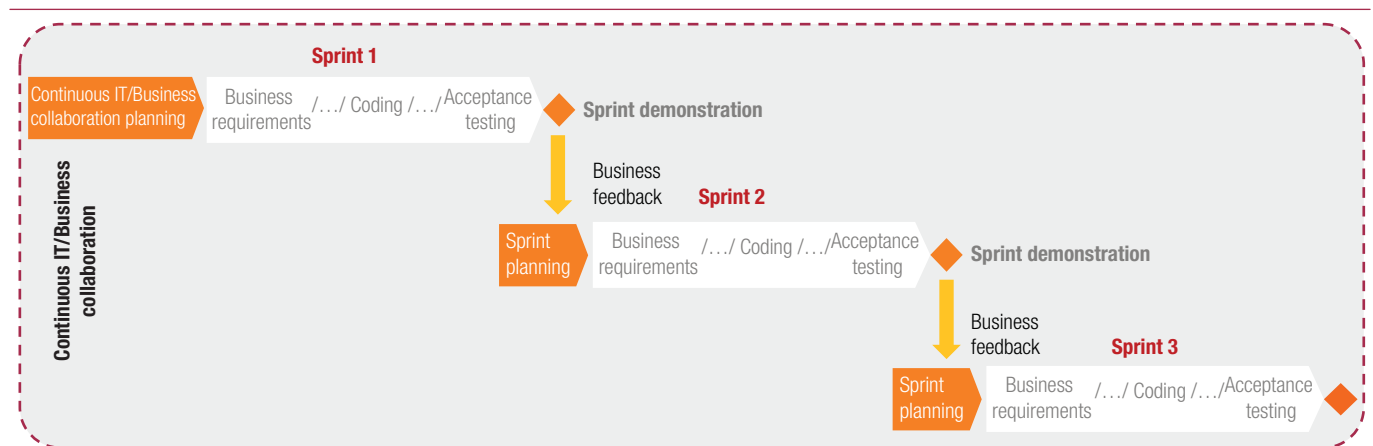 Sprint 1
Continuous IT/Business
collaboration planning
Business
requirements
/…/ Coding /…/
Acceptance
testing
Sprint demonstration
Continuous IT/Business
collaboration
Business
feedback
Sprint 2
Sprint
planning
Business
requirements
/…/ Coding /…/
Acceptance
testing
Sprint demonstration
Business
feedback
Sprint 3
Sprint
planning
Business
requirements
/…/ Coding /…/
Acceptance
testing